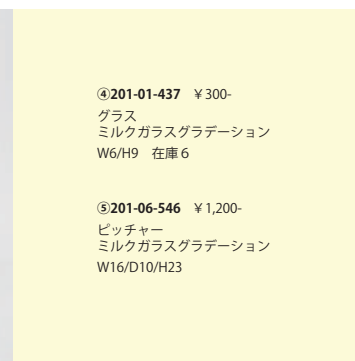 ④201-01-437 ￥300-
グラス
ミルクガラスグラデーション
W6/H9 在庫６
⑤201-06-546 ￥1,200-
ピッチャー
ミルクガラスグラデーション
W16/D10/H23